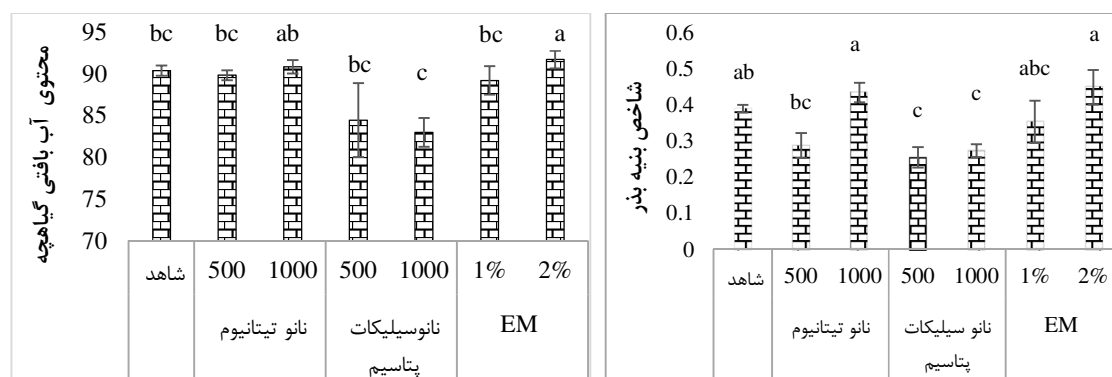 محتوی آب بافتی گیاهچه
95
90
85
80
75
70
bc bc ab bc c bc a
شاهد 500 1000 500 1000 1% 2%
نانو تیتانیوم نانوسیلیکات پتاسیم EM
شاخص بنیه بذر
0.6
0.5
0.4
0.3
0.2
0.1
0
ab bc a c c abc a
شاهد 500 1000 500 1000 1% 2%
نانو تیتانیوم نانو سیلیکات پتاسیم EM